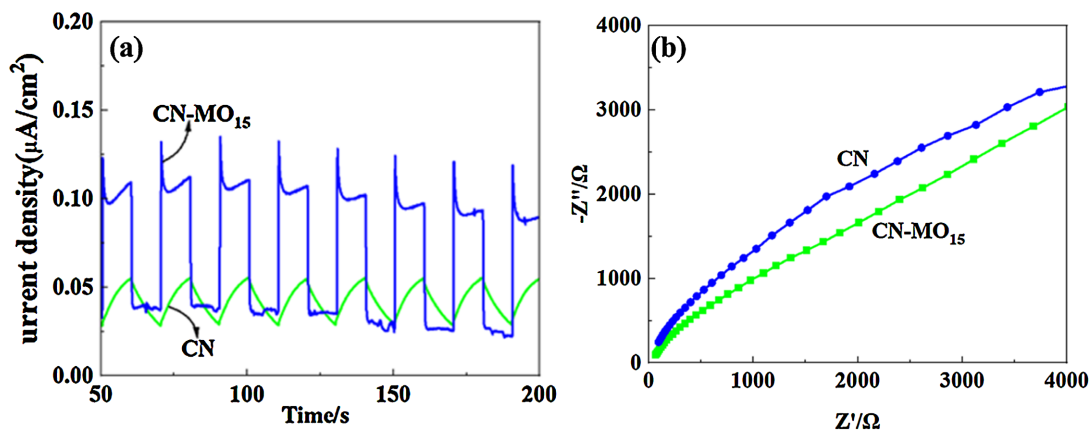 (a)
urrent density(μA/cm²)
0.20
0.15
0.10
0.05
0.00
CN-MO₁₅
CN
50
100
150
200
Time/s
(b)
-Z''/Ω
4000
3000
2000
1000
0
CN
CN-MO₁₅
0
1000
2000
3000
4000
Z'/Ω